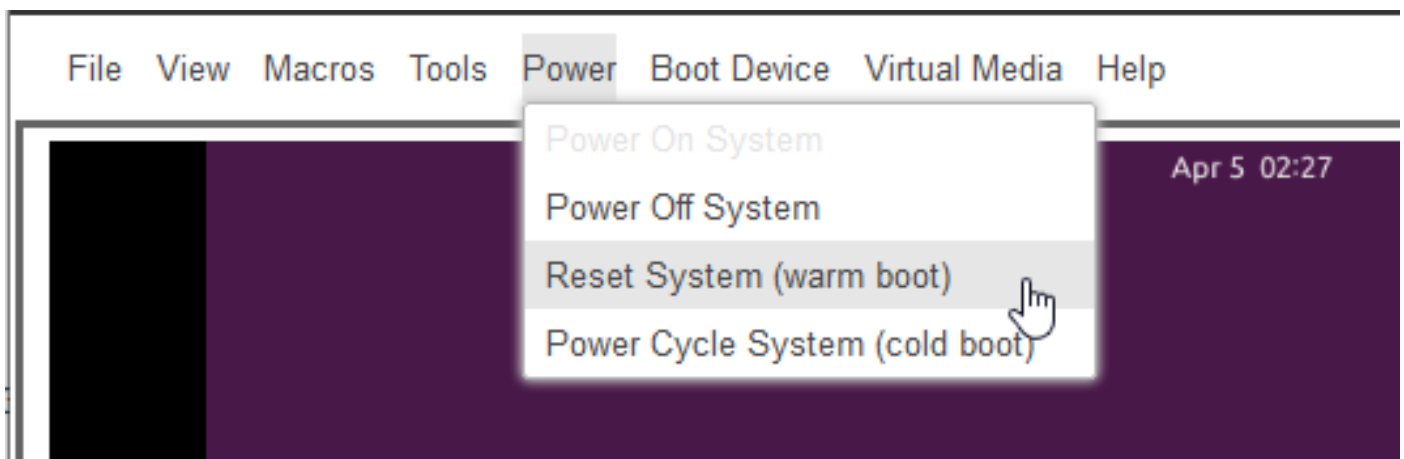 File View Macros Tools Power Boot Device Virtual Media Help
Power On System
Apr 5 02:27
Power Off System
Reset System (warm boot)
Power Cycle System (cold boot)